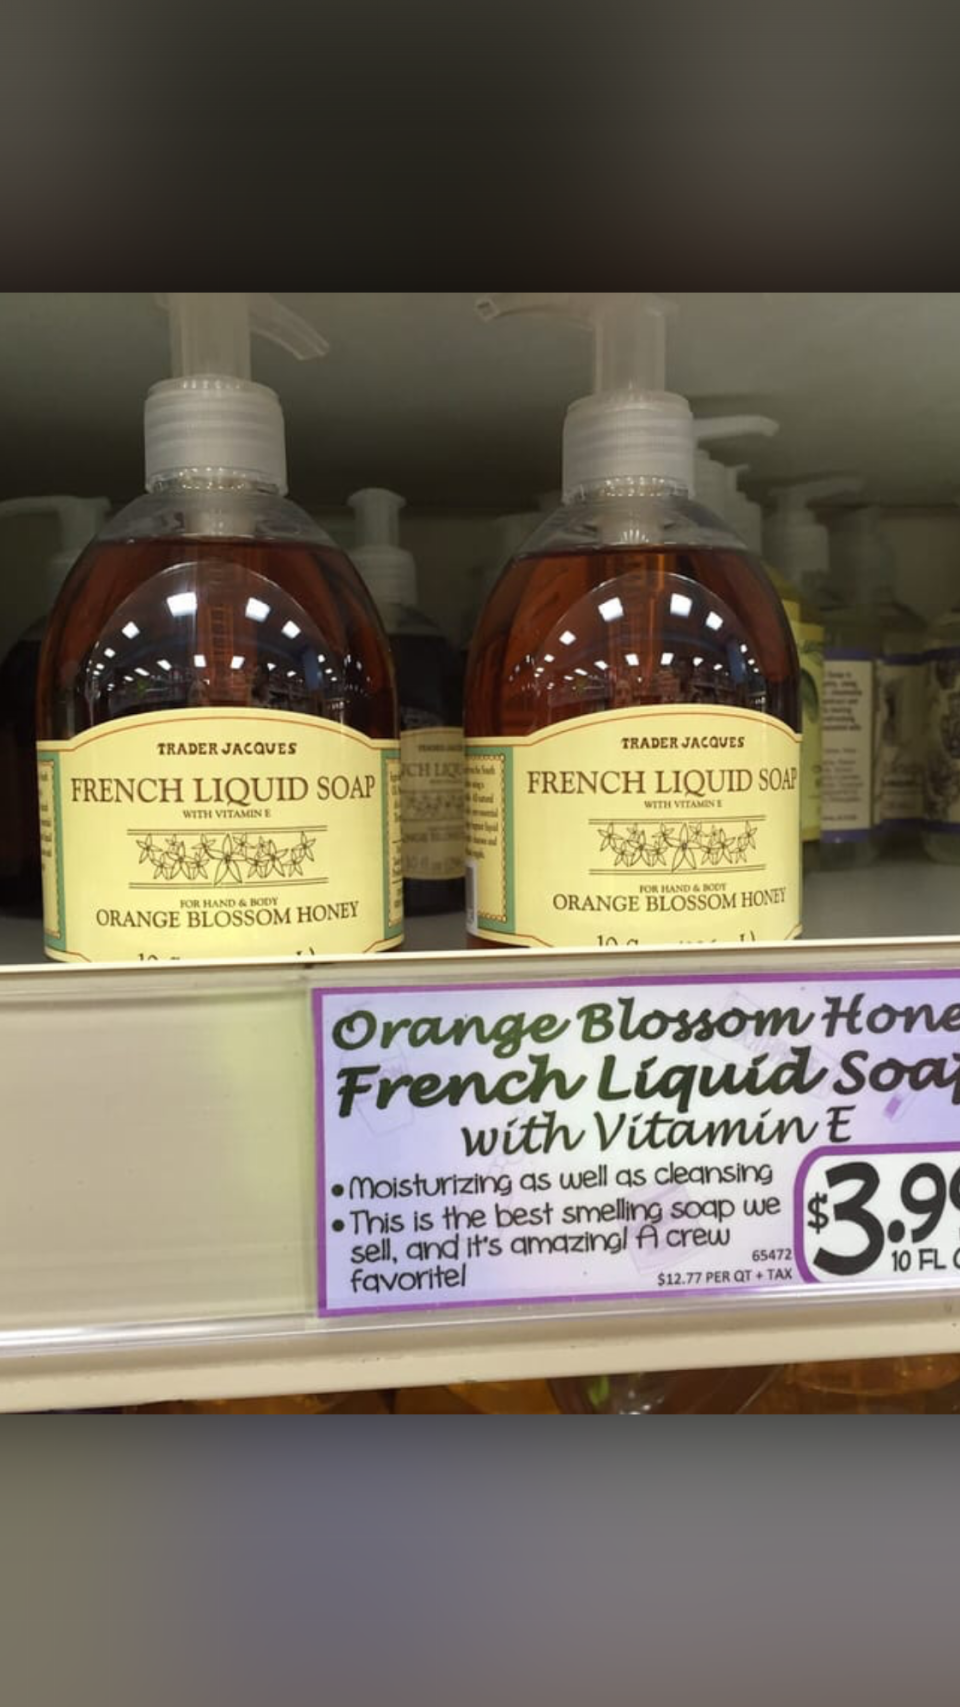 TRADER JACQUES
FRENCH LIQUID SOAP
WITH VITAMIN E
FOR HAND & BODY
ORANGE BLOSSOM HONEY
TRADER JACQUES
FRENCH LIQUID SOAP
WITH VITAMIN E
FOR HAND & BODY
ORANGE BLOSSOM HONEY
Orange Blossom Hone
French Liquid Soap
with Vitamin E
• Moisturizing as well as cleansing
• This is the best smelling soap we
sell, and it's amazing! A crew
favorite!
65472
$12.77 PER QT + TAX
$3.99
10 FL O